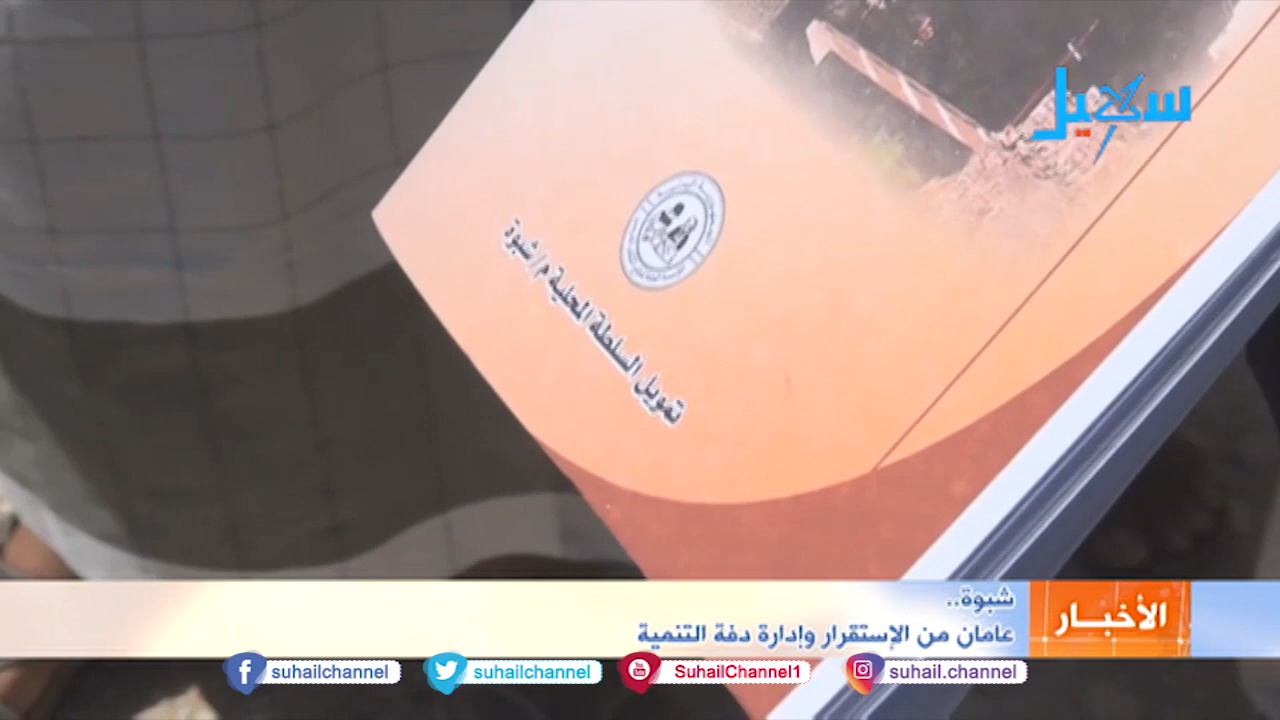 سهيل
تمويل السلطة المحلية م/ شبوة
الأخبار
شبوة..
عامان من الإستقرار وإدارة دفة التنمية
suhailchannel
suhailchannel
SuhailChannel1
suhail.channel